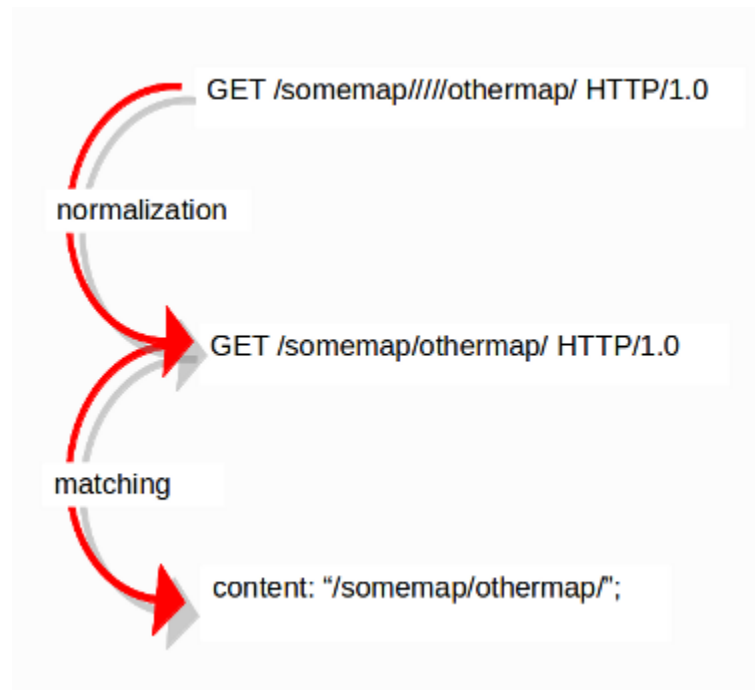 GET /somemap/////othermap/ HTTP/1.0
normalization
GET /somemap/othermap/ HTTP/1.0
matching
content: “/somemap/othermap/”;